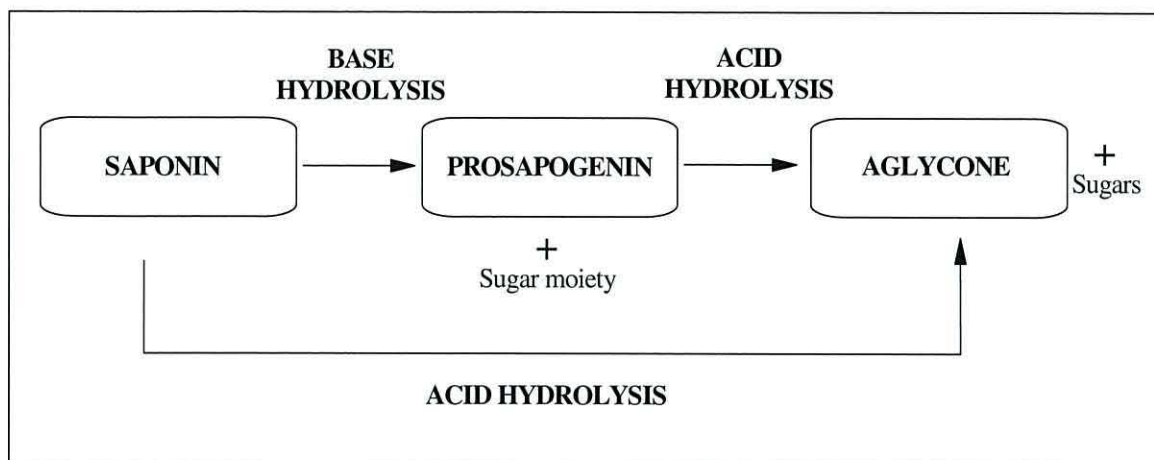 BASE
HYDROLYSIS
ACID
HYDROLYSIS
SAPONIN
PROSAPOGENIN
AGLYCONE
+
Sugars
+
Sugar moiety
ACID HYDROLYSIS